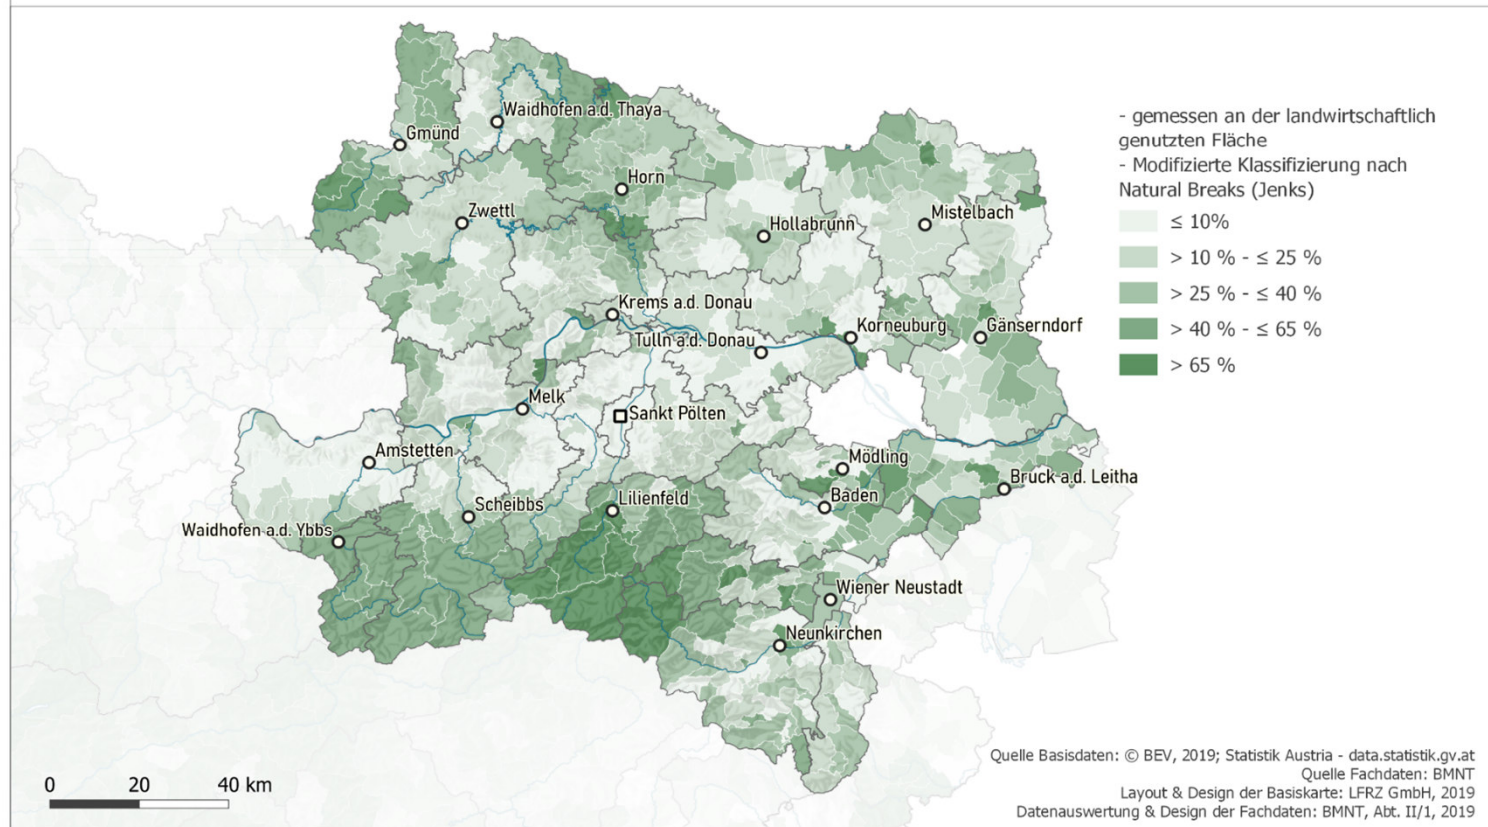 Waidhofen a.d. Thaya
Gmünd
Horn
Zwettl
Hollabrunn
Mistelbach
Krems a.d. Donau
Tulln a.d. Donau
Korneuburg
Gänserndorf
Melk
Sankt Pölten
Amstetten
Mödling
Baden
Bruck a.d. Leitha
Scheibbs
Lilienfeld
Waidhofen a.d. Ybbs
Wiener Neustadt
Neunkirchen
- gemessen an der landwirtschaftlich
genutzten Fläche
- Modifizierte Klassifizierung nach
Natural Breaks (Jenks)
≤ 10%
> 10 % - ≤ 25 %
> 25 % - ≤ 40 %
> 40 % - ≤ 65 %
> 65 %
0 20 40 km
Quelle Basisdaten: © BEV, 2019; Statistik Austria - data.statistik.gv.at
Quelle Fachdaten: BMNT
Layout & Design der Basiskarte: LFRZ GmbH, 2019
Datenauswertung & Design der Fachdaten: BMNT, Abt. II/1, 2019